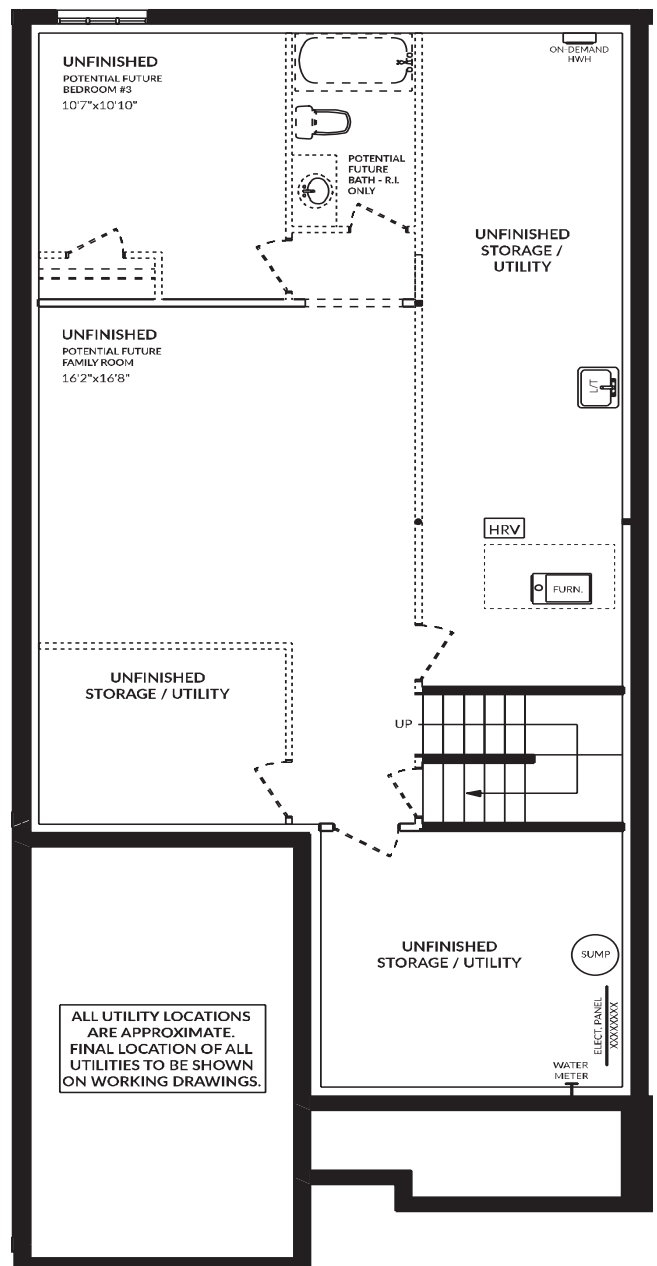 ON-DEMAND
HWH
UNFINISHED
POTENTIAL FUTURE
BEDROOM #3
10'7"x10'10"
POTENTIAL
FUTURE
BATH - R.I.
ONLY
UNFINISHED
STORAGE /
UTILITY
UNFINISHED
POTENTIAL FUTURE
FAMILY ROOM
16'2"x16'8"
L/T
HRV
FURN.
UNFINISHED
STORAGE / UTILITY
UP
UNFINISHED
STORAGE / UTILITY
SUMP
ELECT. PANEL
XXXXXXXX
WATER
METER
ALL UTILITY LOCATIONS
ARE APPROXIMATE.
FINAL LOCATION OF ALL
UTILITIES TO BE SHOWN
ON WORKING DRAWINGS.